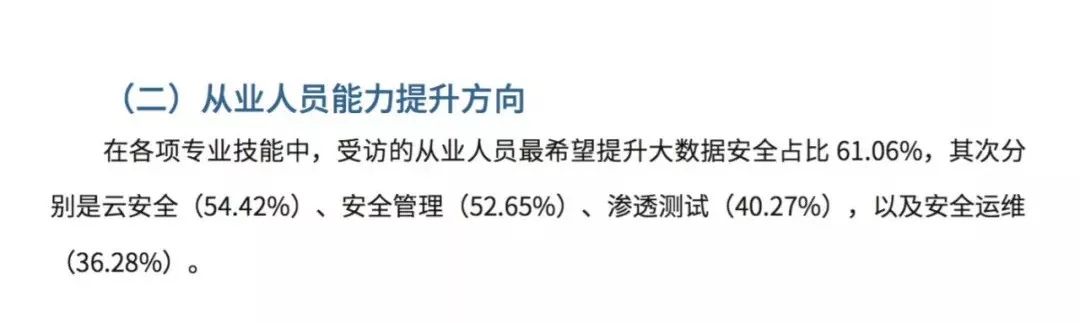 （二）从业人员能力提升方向
在各项专业技能中，受访的从业人员最希望提升大数据安全占比 61.06%，其次分
别是云安全（54.42%）、安全管理（52.65%）、渗透测试（40.27%），以及安全运维
（36.28%）。